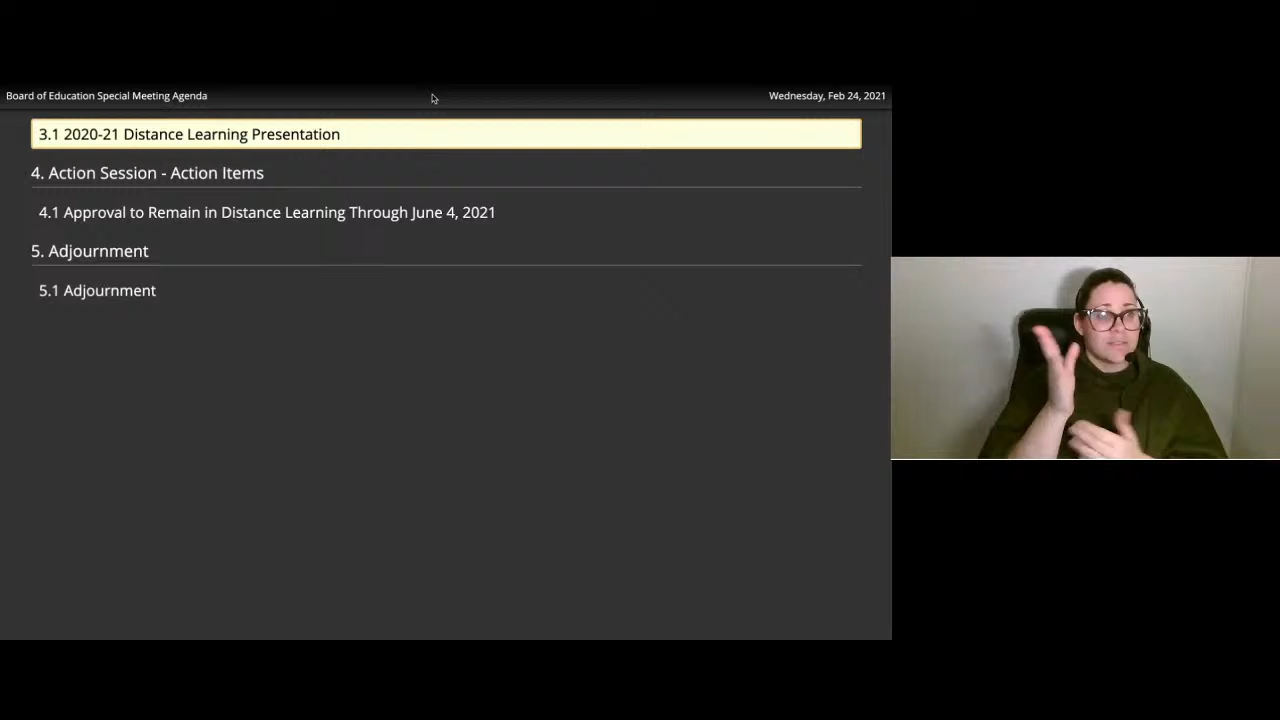 Board of Education Special Meeting Agenda
Wednesday, Feb 24, 2021
3.1 2020-21 Distance Learning Presentation
4. Action Session - Action Items
4.1 Approval to Remain in Distance Learning Through June 4, 2021
5. Adjournment
5.1 Adjournment